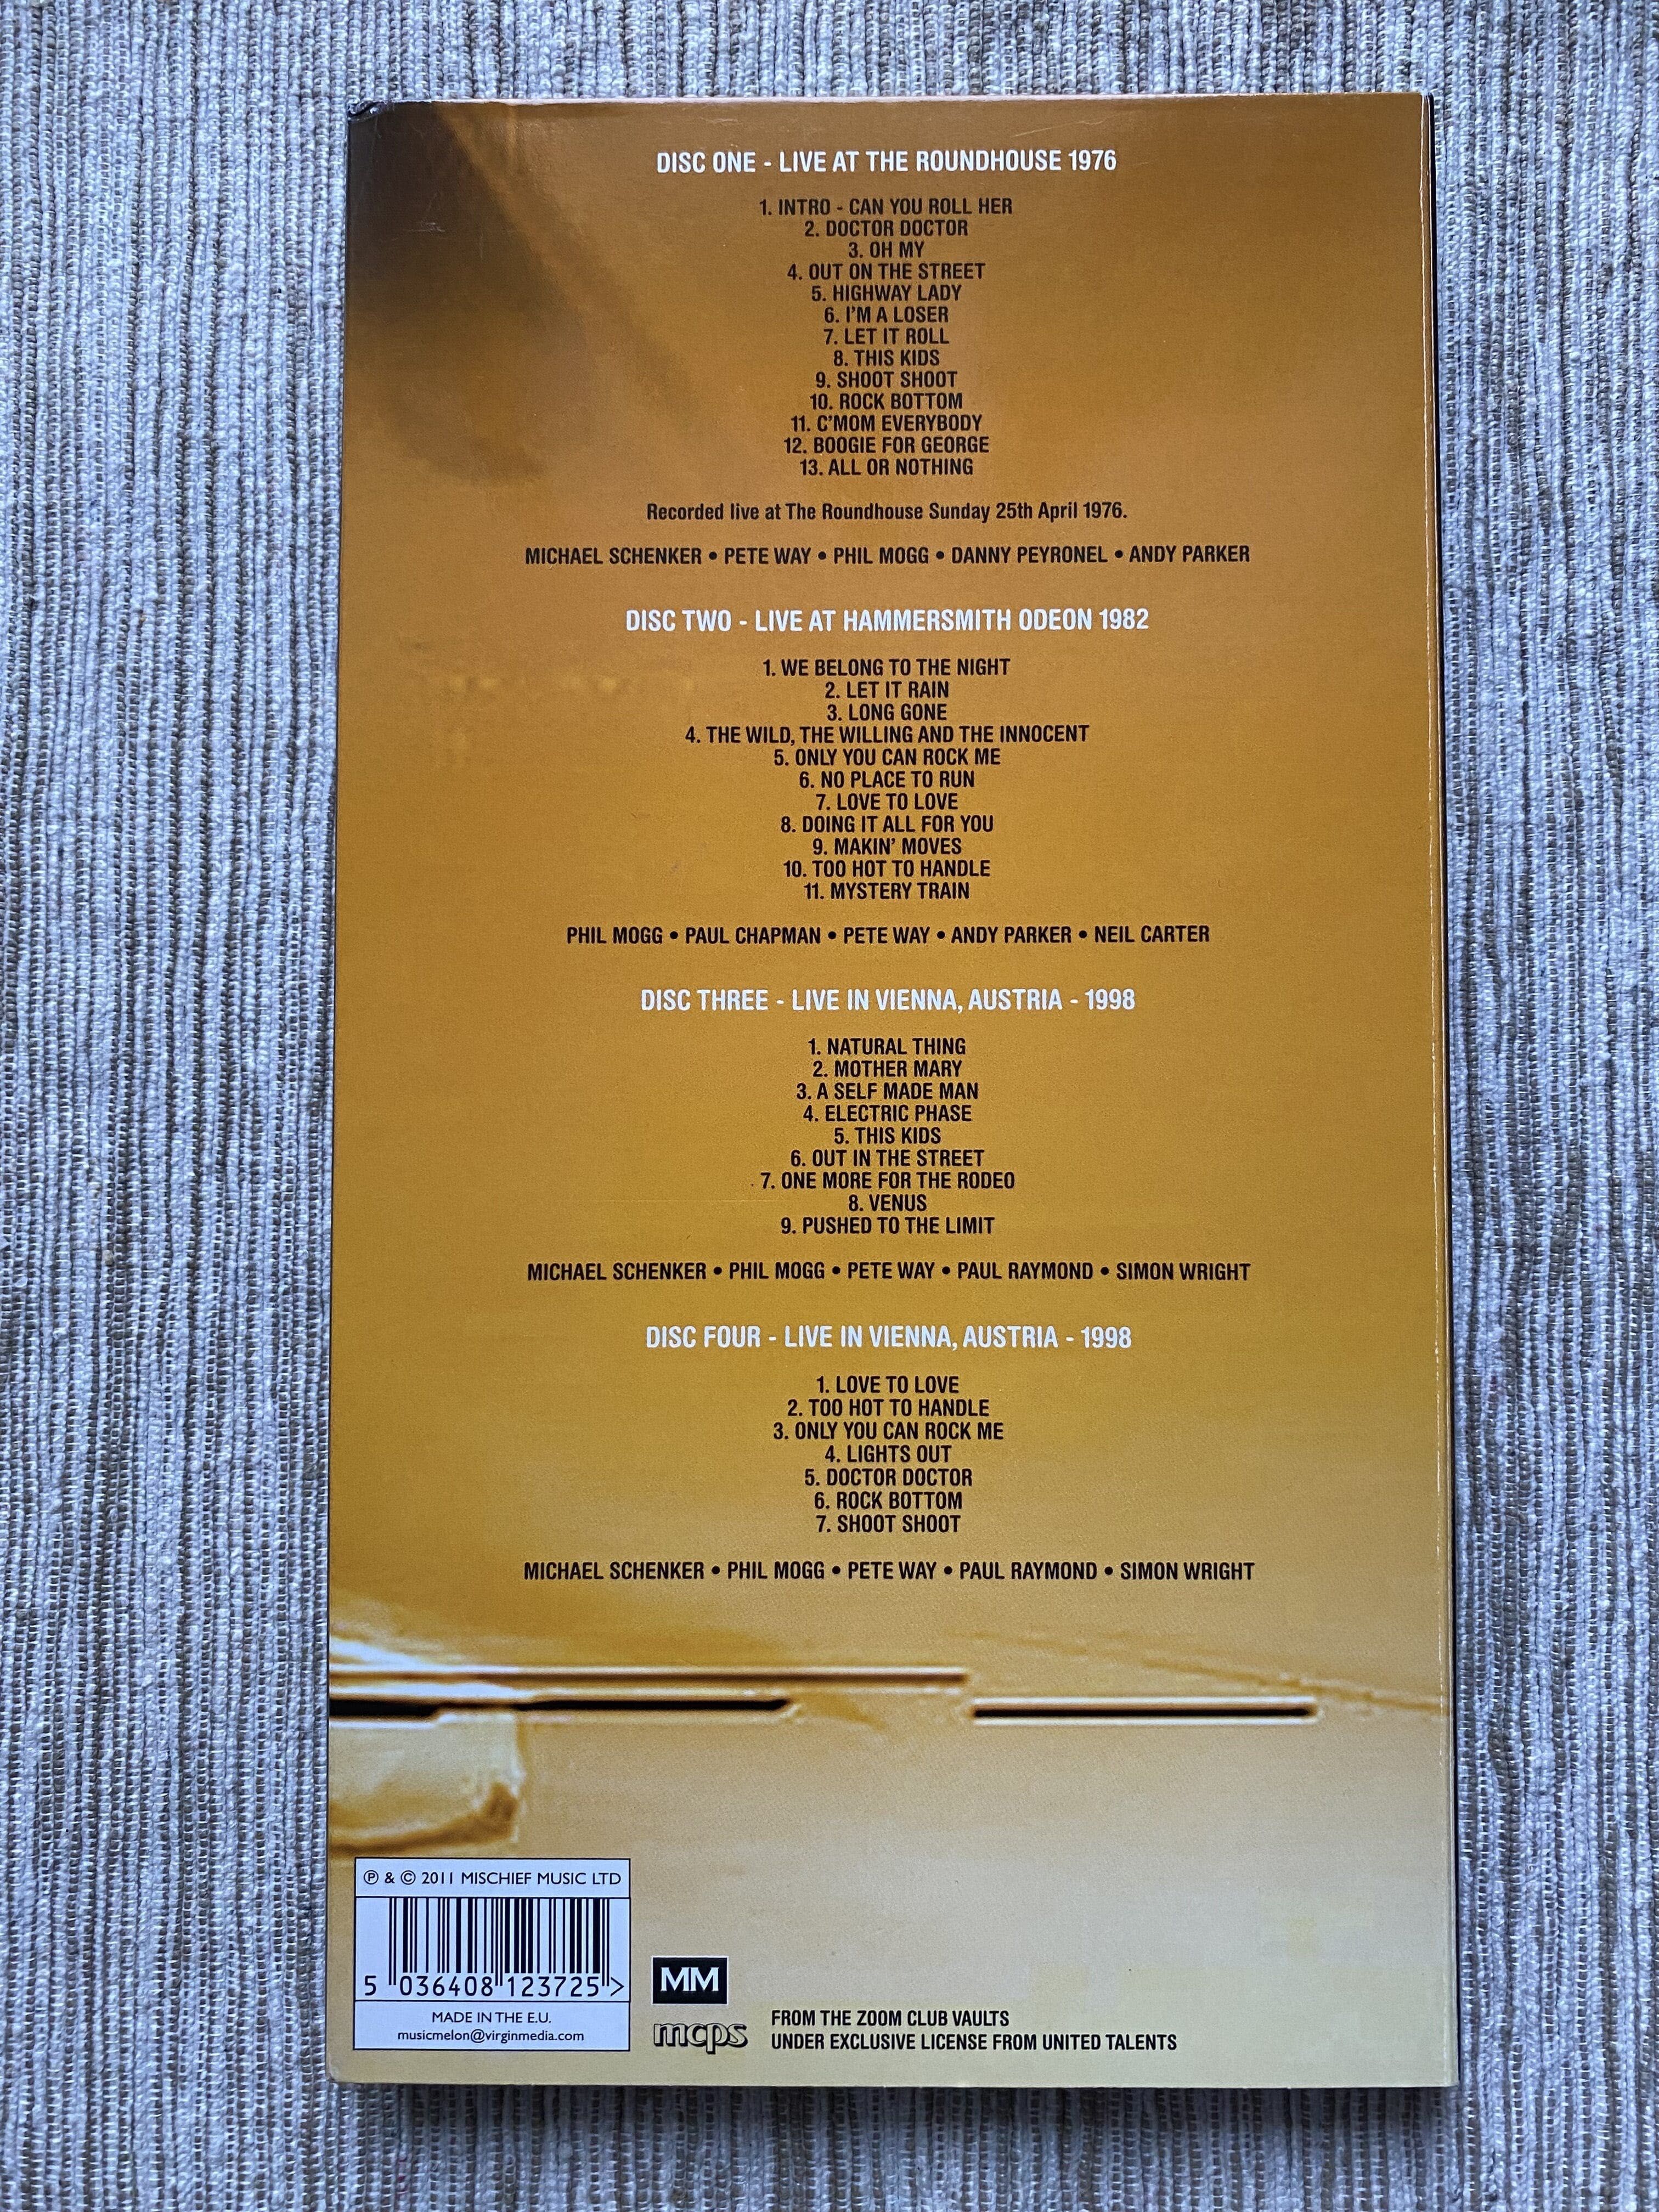 DISC ONE - LIVE AT THE ROUNDHOUSE 1976
1. INTRO - CAN YOU ROLL HER
2. DOCTOR DOCTOR
3. OH MY
4. OUT ON THE STREET
5. HIGHWAY LADY
6. I'M A LOSER
7. LET IT ROLL
8. THIS KIDS
9. SHOOT SHOOT
10. ROCK BOTTOM
11. C'MOM EVERYBODY
12. BOOGIE FOR GEORGE
13. ALL OR NOTHING
Recorded live at The Roundhouse Sunday 25th April 1976.
MICHAEL SCHENKER • PETE WAY • PHIL MOGG • DANNY PEYRONEL • ANDY PARKER
DISC TWO - LIVE AT HAMMERSMITH ODEON 1982
1. WE BELONG TO THE NIGHT
2. LET IT RAIN
3. LONG GONE
4. THE WILD, THE WILLING AND THE INNOCENT
5. ONLY YOU CAN ROCK ME
6. NO PLACE TO RUN
7. LOVE TO LOVE
8. DOING IT ALL FOR YOU
9. MAKIN' MOVES
10. TOO HOT TO HANDLE
11. MYSTERY TRAIN
PHIL MOGG • PAUL CHAPMAN • PETE WAY • ANDY PARKER • NEIL CARTER
DISC THREE - LIVE IN VIENNA, AUSTRIA - 1998
1. NATURAL THING
2. MOTHER MARY
3. A SELF MADE MAN
4. ELECTRIC PHASE
5. THIS KIDS
6. OUT IN THE STREET
7. ONE MORE FOR THE RODEO
8. VENUS
9. PUSHED TO THE LIMIT
MICHAEL SCHENKER • PHIL MOGG • PETE WAY • PAUL RAYMOND • SIMON WRIGHT
DISC FOUR - LIVE IN VIENNA, AUSTRIA - 1998
1. LOVE TO LOVE
2. TOO HOT TO HANDLE
3. ONLY YOU CAN ROCK ME
4. LIGHTS OUT
5. DOCTOR DOCTOR
6. ROCK BOTTOM
7. SHOOT SHOOT
MICHAEL SCHENKER • PHIL MOGG • PETE WAY • PAUL RAYMOND • SIMON WRIGHT
℗ & © 2011 MISCHIEF MUSIC LTD
5 036408 123725 >
MADE IN THE E.U.
musicmelon@virginmedia.com
MM
mcps
FROM THE ZOOM CLUB VAULTS
UNDER EXCLUSIVE LICENSE FROM UNITED TALENTS